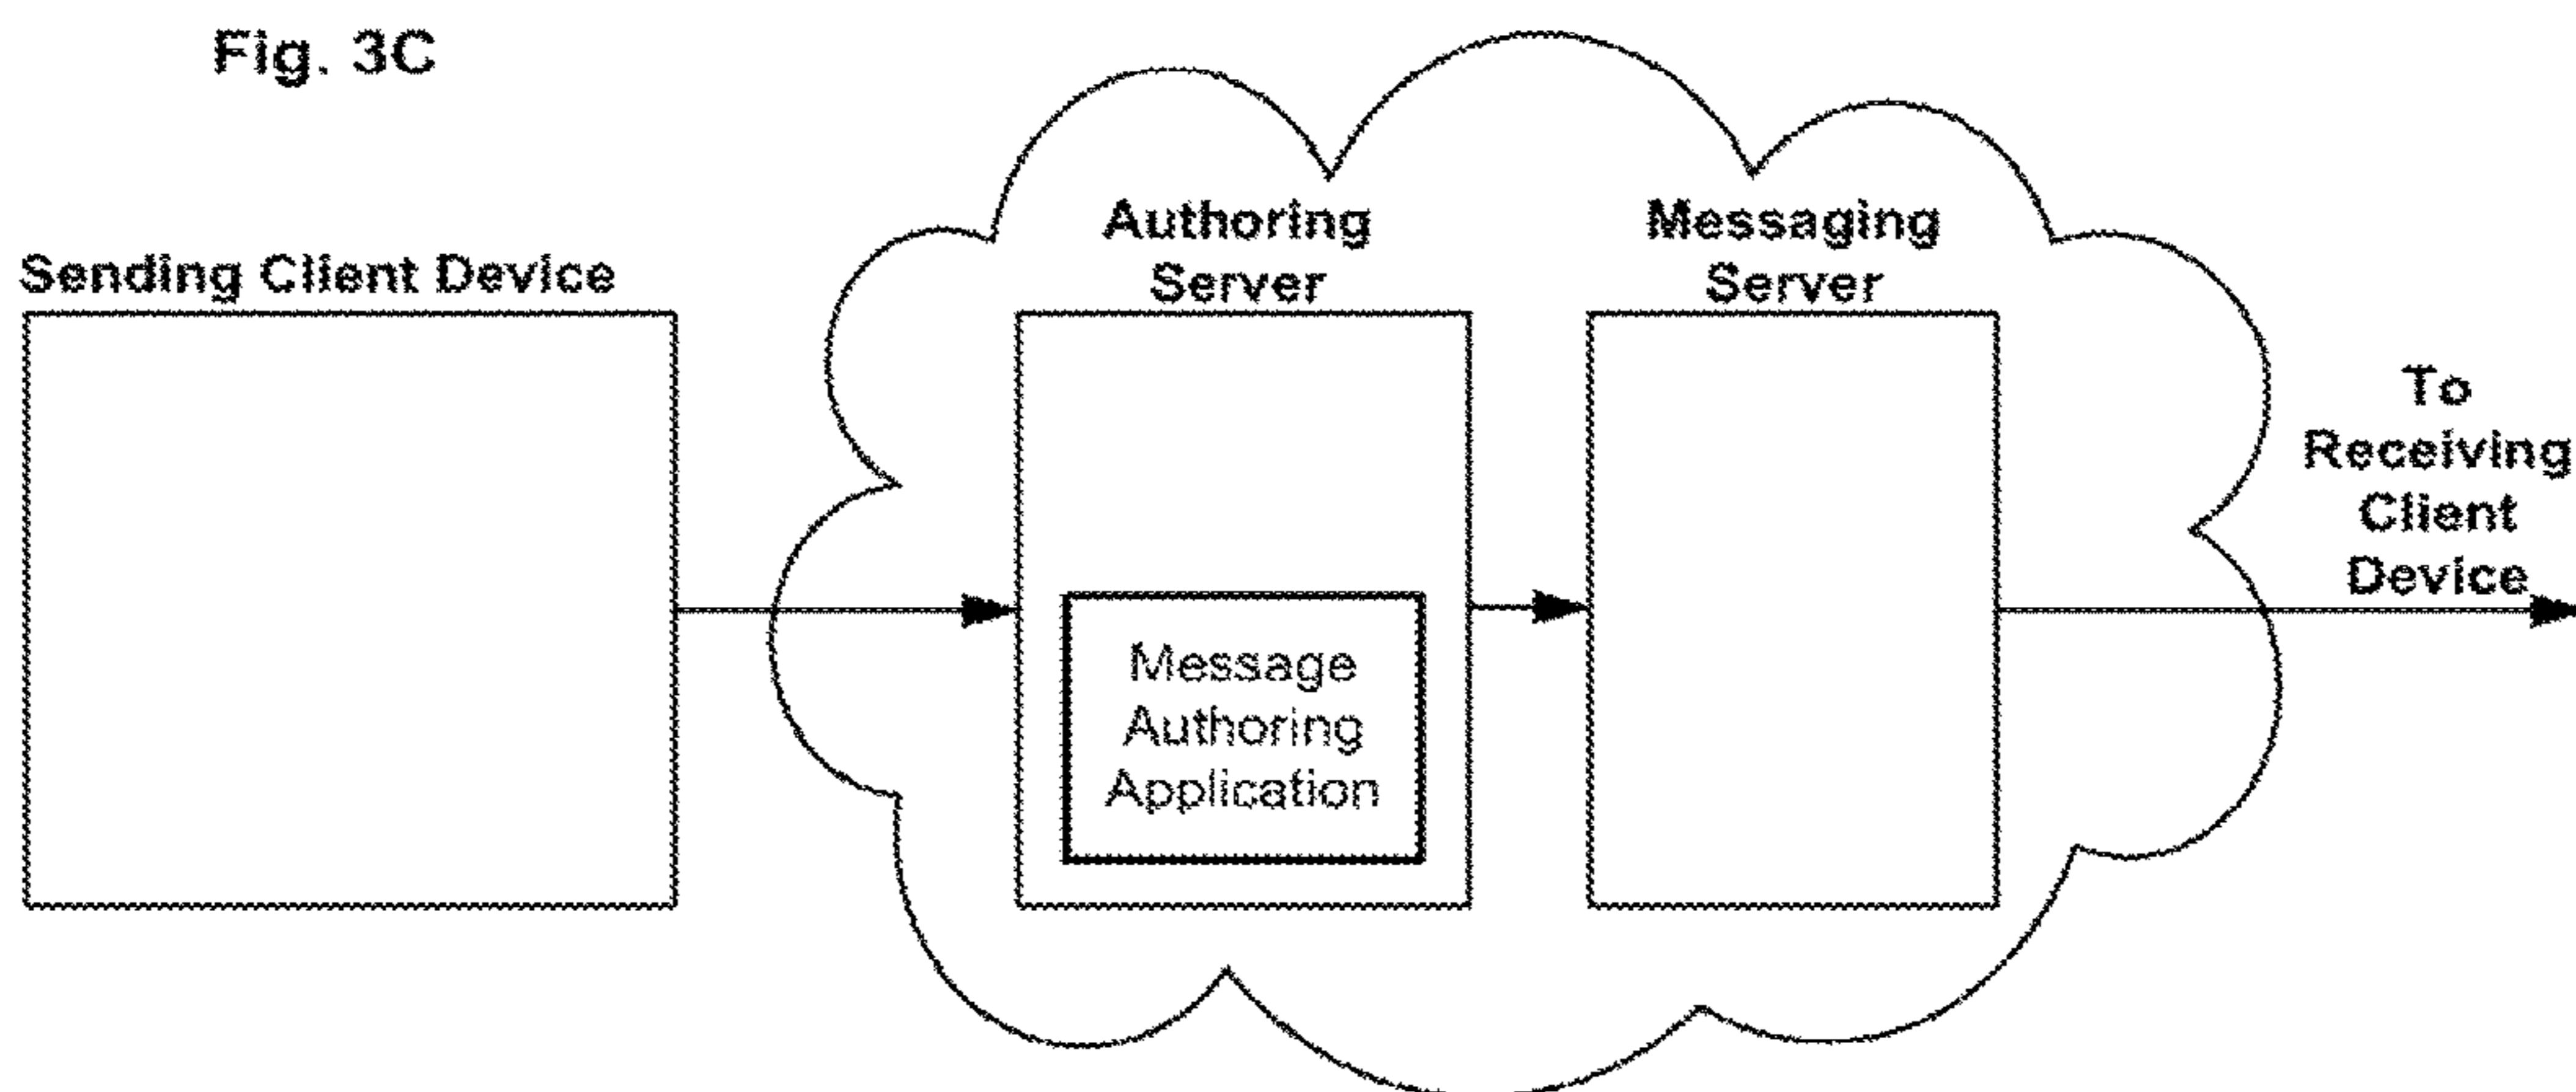 Fig. 3C
Sending Client Device
Authoring
Server
Messaging
Server
Message
Authoring
Application
To
Receiving
Client
Device